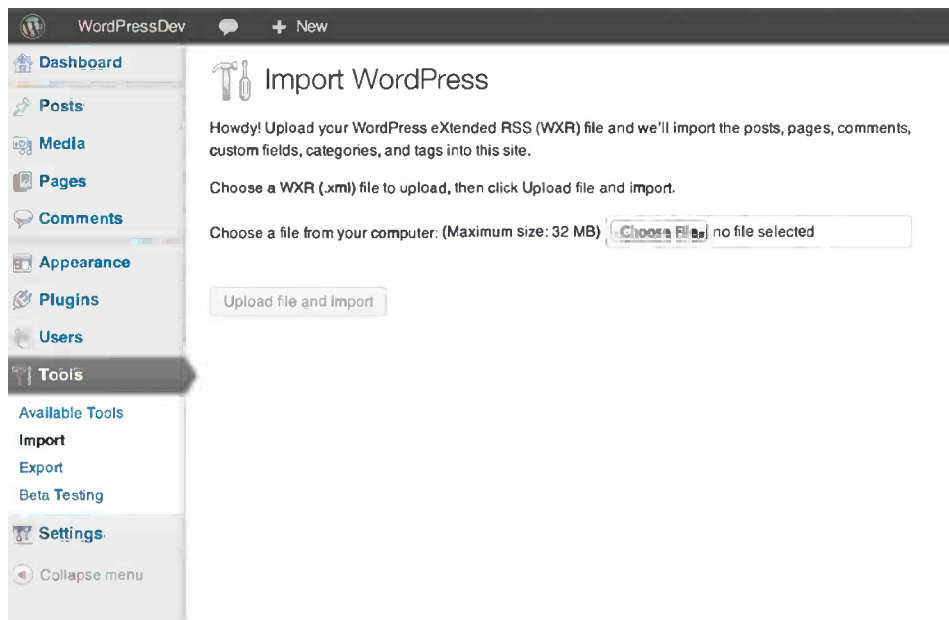 WordPressDev + New
Dashboard
Posts
Media
Pages
Comments
Appearance
Plugins
Users
Tools
Available Tools
Import
Export
Beta Testing
Settings
Collapse menu
Import WordPress
Howdy! Upload your WordPress eXtended RSS (WXR) file and we'll import the posts, pages, comments,
custom fields, categories, and tags into this site.
Choose a WXR (.xml) file to upload, then click Upload file and import.
Choose a file from your computer: (Maximum size: 32 MB) Choose File no file selected
Upload file and import